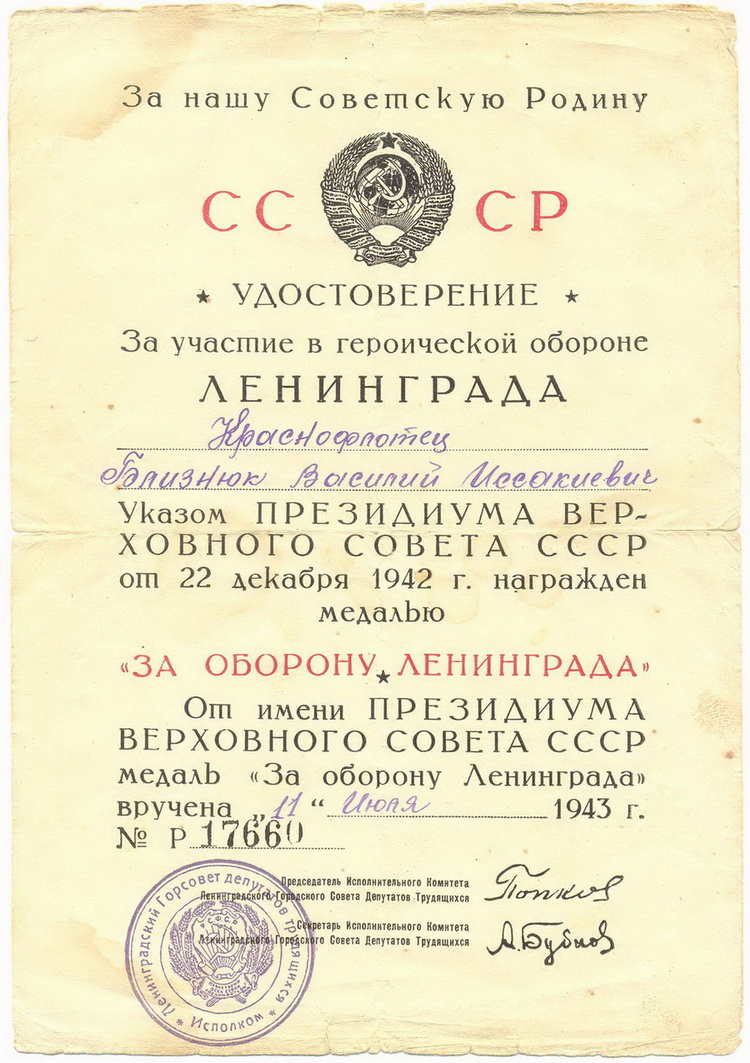 За нашу Советскую Родину
СС СР
★ УДОСТОВЕРЕНИЕ ★
За участие в героической обороне
ЛЕНИНГРАДА
Краснофлотец
Близнюк Василий Иссакиевич
Указом ПРЕЗИДИУМА ВЕР-
ХОВНОГО СОВЕТА СССР
от 22 декабря 1942 г. награжден
медалью
«ЗА ОБОРОНУ ЛЕНИНГРАДА»
От имени ПРЕЗИДИУМА
ВЕРХОВНОГО СОВЕТА СССР
медаль «За оборону Ленинграда»
вручена „11“ Июля 1943 г.
№ Р 17660
Председатель Исполнительного Комитета
Ленинградского Городского Совета Депутатов Трудящихся
Попков
Секретарь Исполнительного Комитета
Ленинградского Городского Совета Депутатов Трудящихся
А.Бубнов
Ленинградский Горсовет депутатов трудящихся
* Исполком *